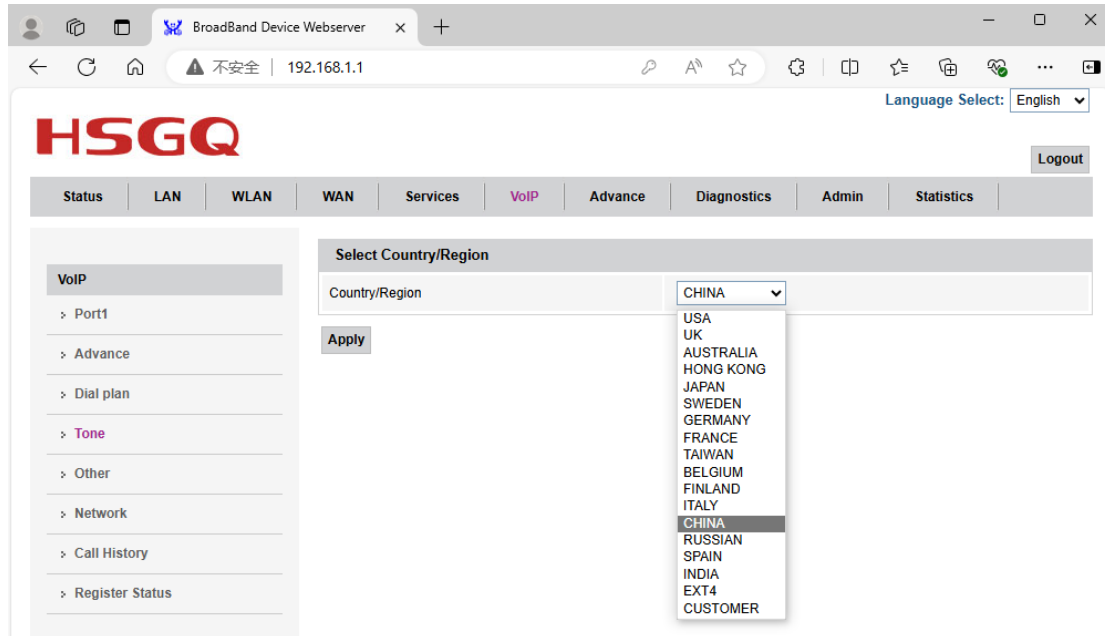 BroadBand Device Webserver
不安全 | 192.168.1.1
Language Select: English
HSGQ
Logout
Status LAN WLAN WAN Services VoIP Advance Diagnostics Admin Statistics
VoIP
Port1
Advance
Dial plan
Tone
Other
Network
Call History
Register Status
Select Country/Region
Country/Region CHINA
USA
UK
AUSTRALIA
HONG KONG
JAPAN
SWEDEN
GERMANY
FRANCE
TAIWAN
BELGIUM
FINLAND
ITALY
CHINA
RUSSIAN
SPAIN
INDIA
EXT4
CUSTOMER
Apply